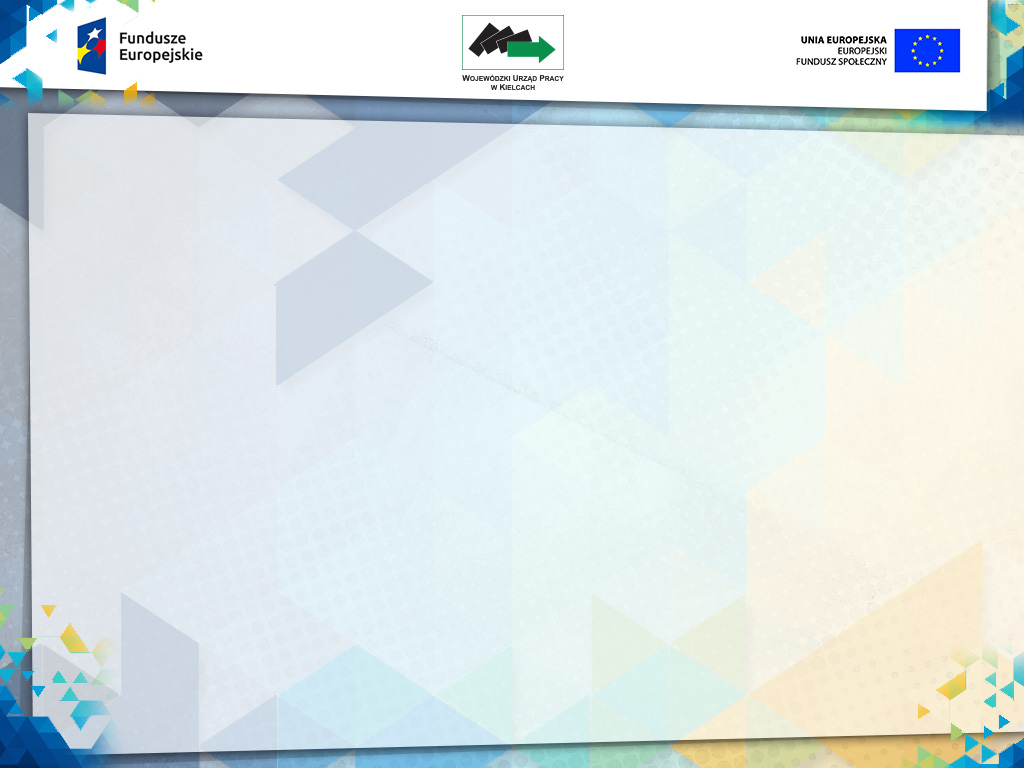 Fundusze
Europejskie
WOJEWÓDZKI URZĄD PRACY
W KIELCACH
UNIA EUROPEJSKA
EUROPEJSKI
FUNDUSZ SPOŁECZNY